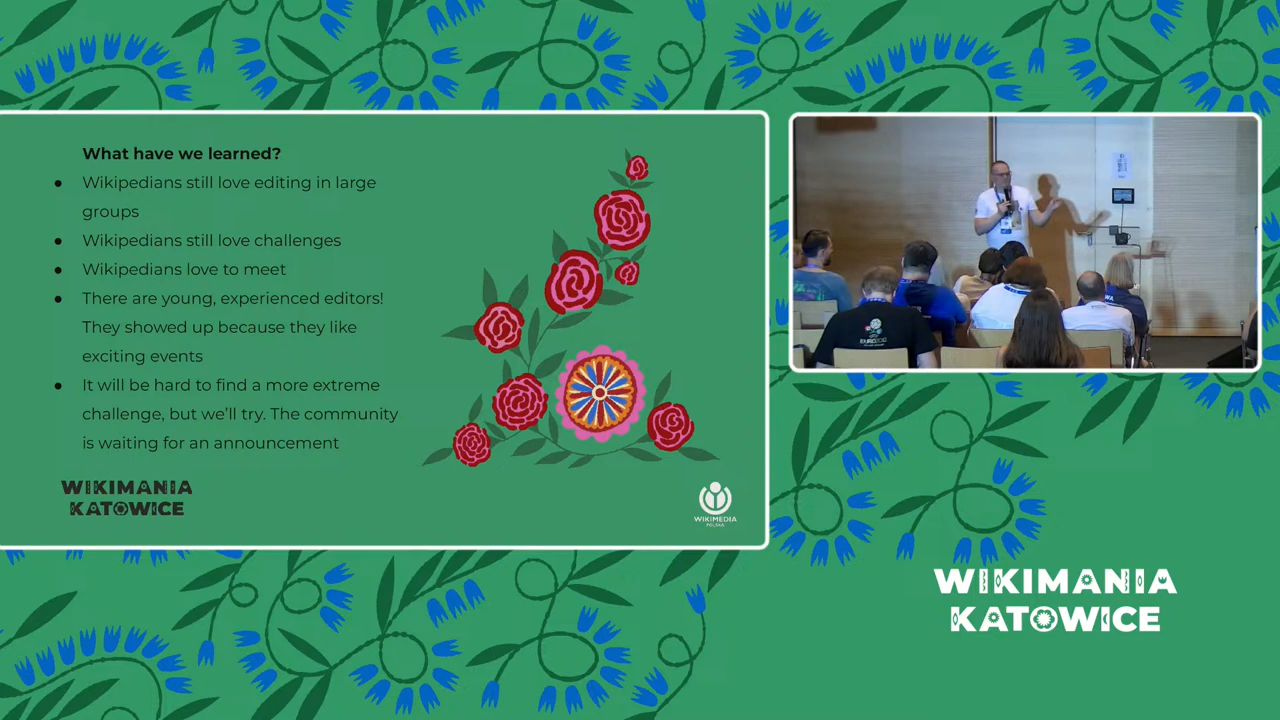 What have we learned?
● Wikipedians still love editing in large
groups
● Wikipedians still love challenges
● Wikipedians love to meet
● There are young, experienced editors!
They showed up because they like
exciting events
● It will be hard to find a more extreme
challenge, but we'll try. The community
is waiting for an announcement
WIKIMANIA
KATOWICE
WIKIMEDIA
POLSKA
WIKIMANIA
KATOWICE